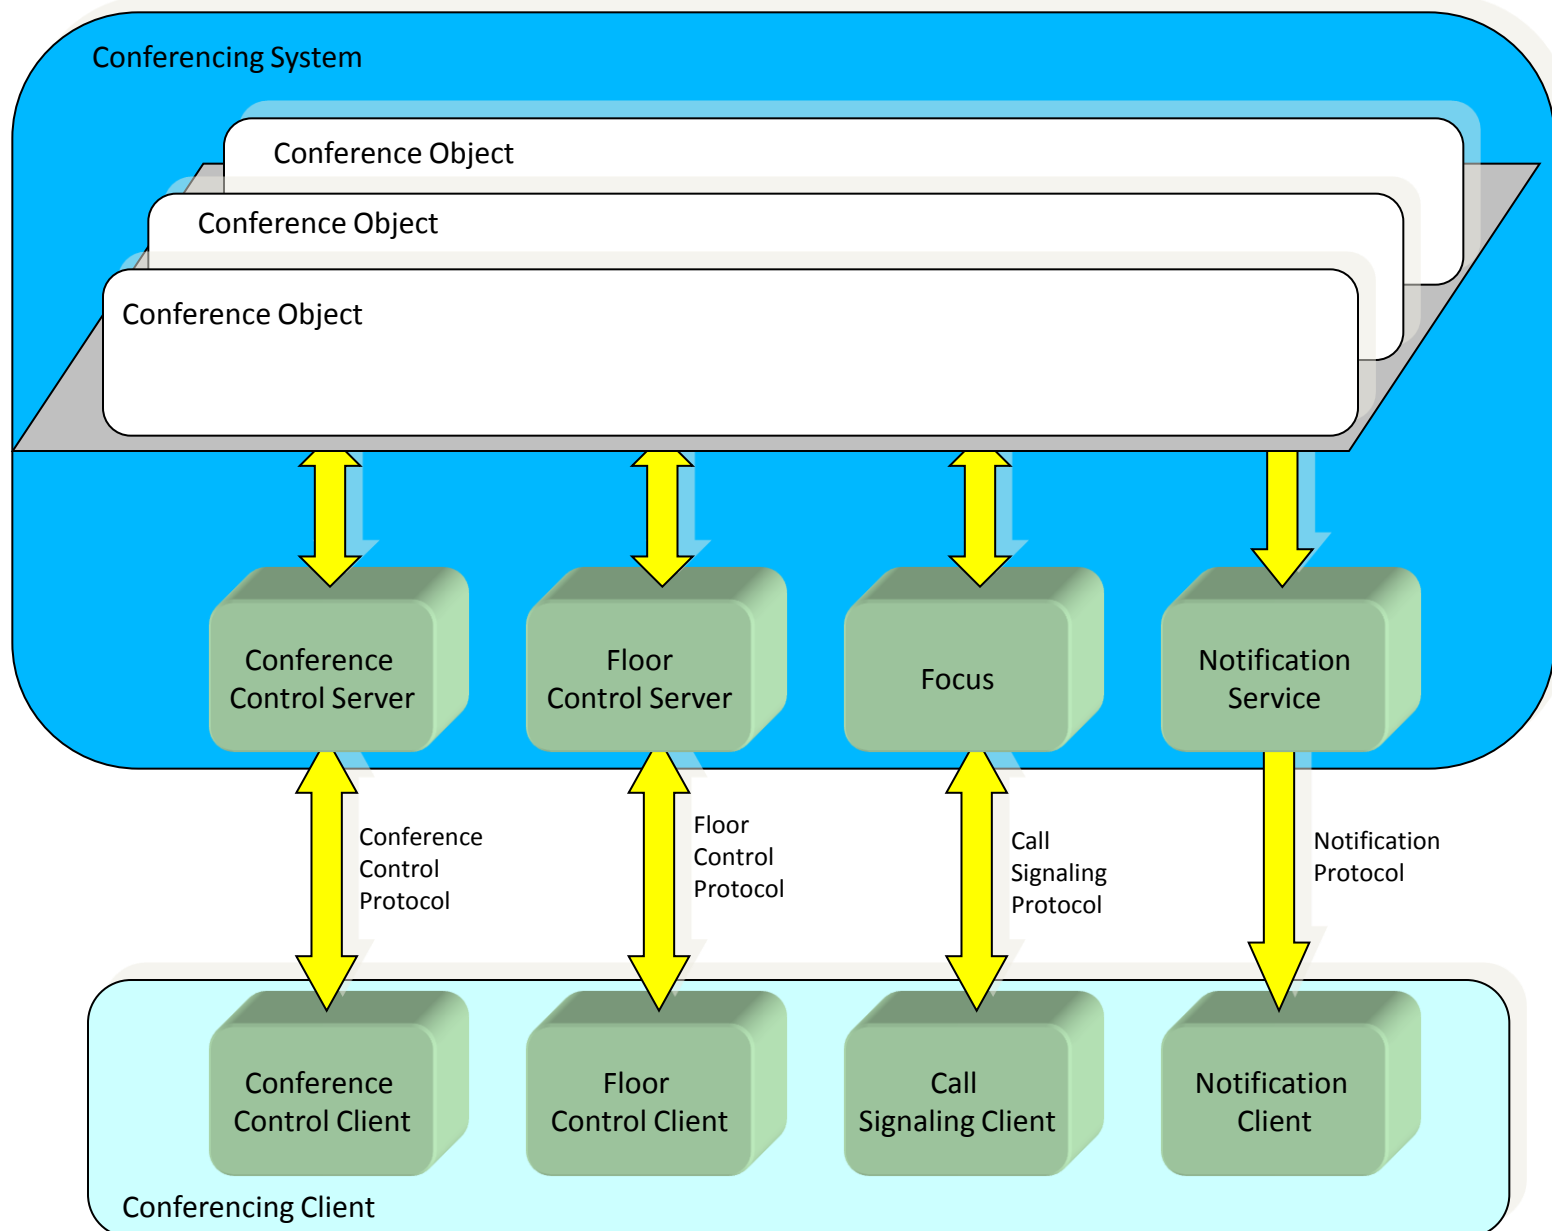 Conferencing System
Conference Object
Conference Object
Conference Object
Conference
Control Server
Floor
Control Server
Focus
Notification
Service
Conference
Control
Protocol
Floor
Control
Protocol
Call
Signaling
Protocol
Notification
Protocol
Conference
Control Client
Floor
Control Client
Call
Signaling Client
Notification
Client
Conferencing Client